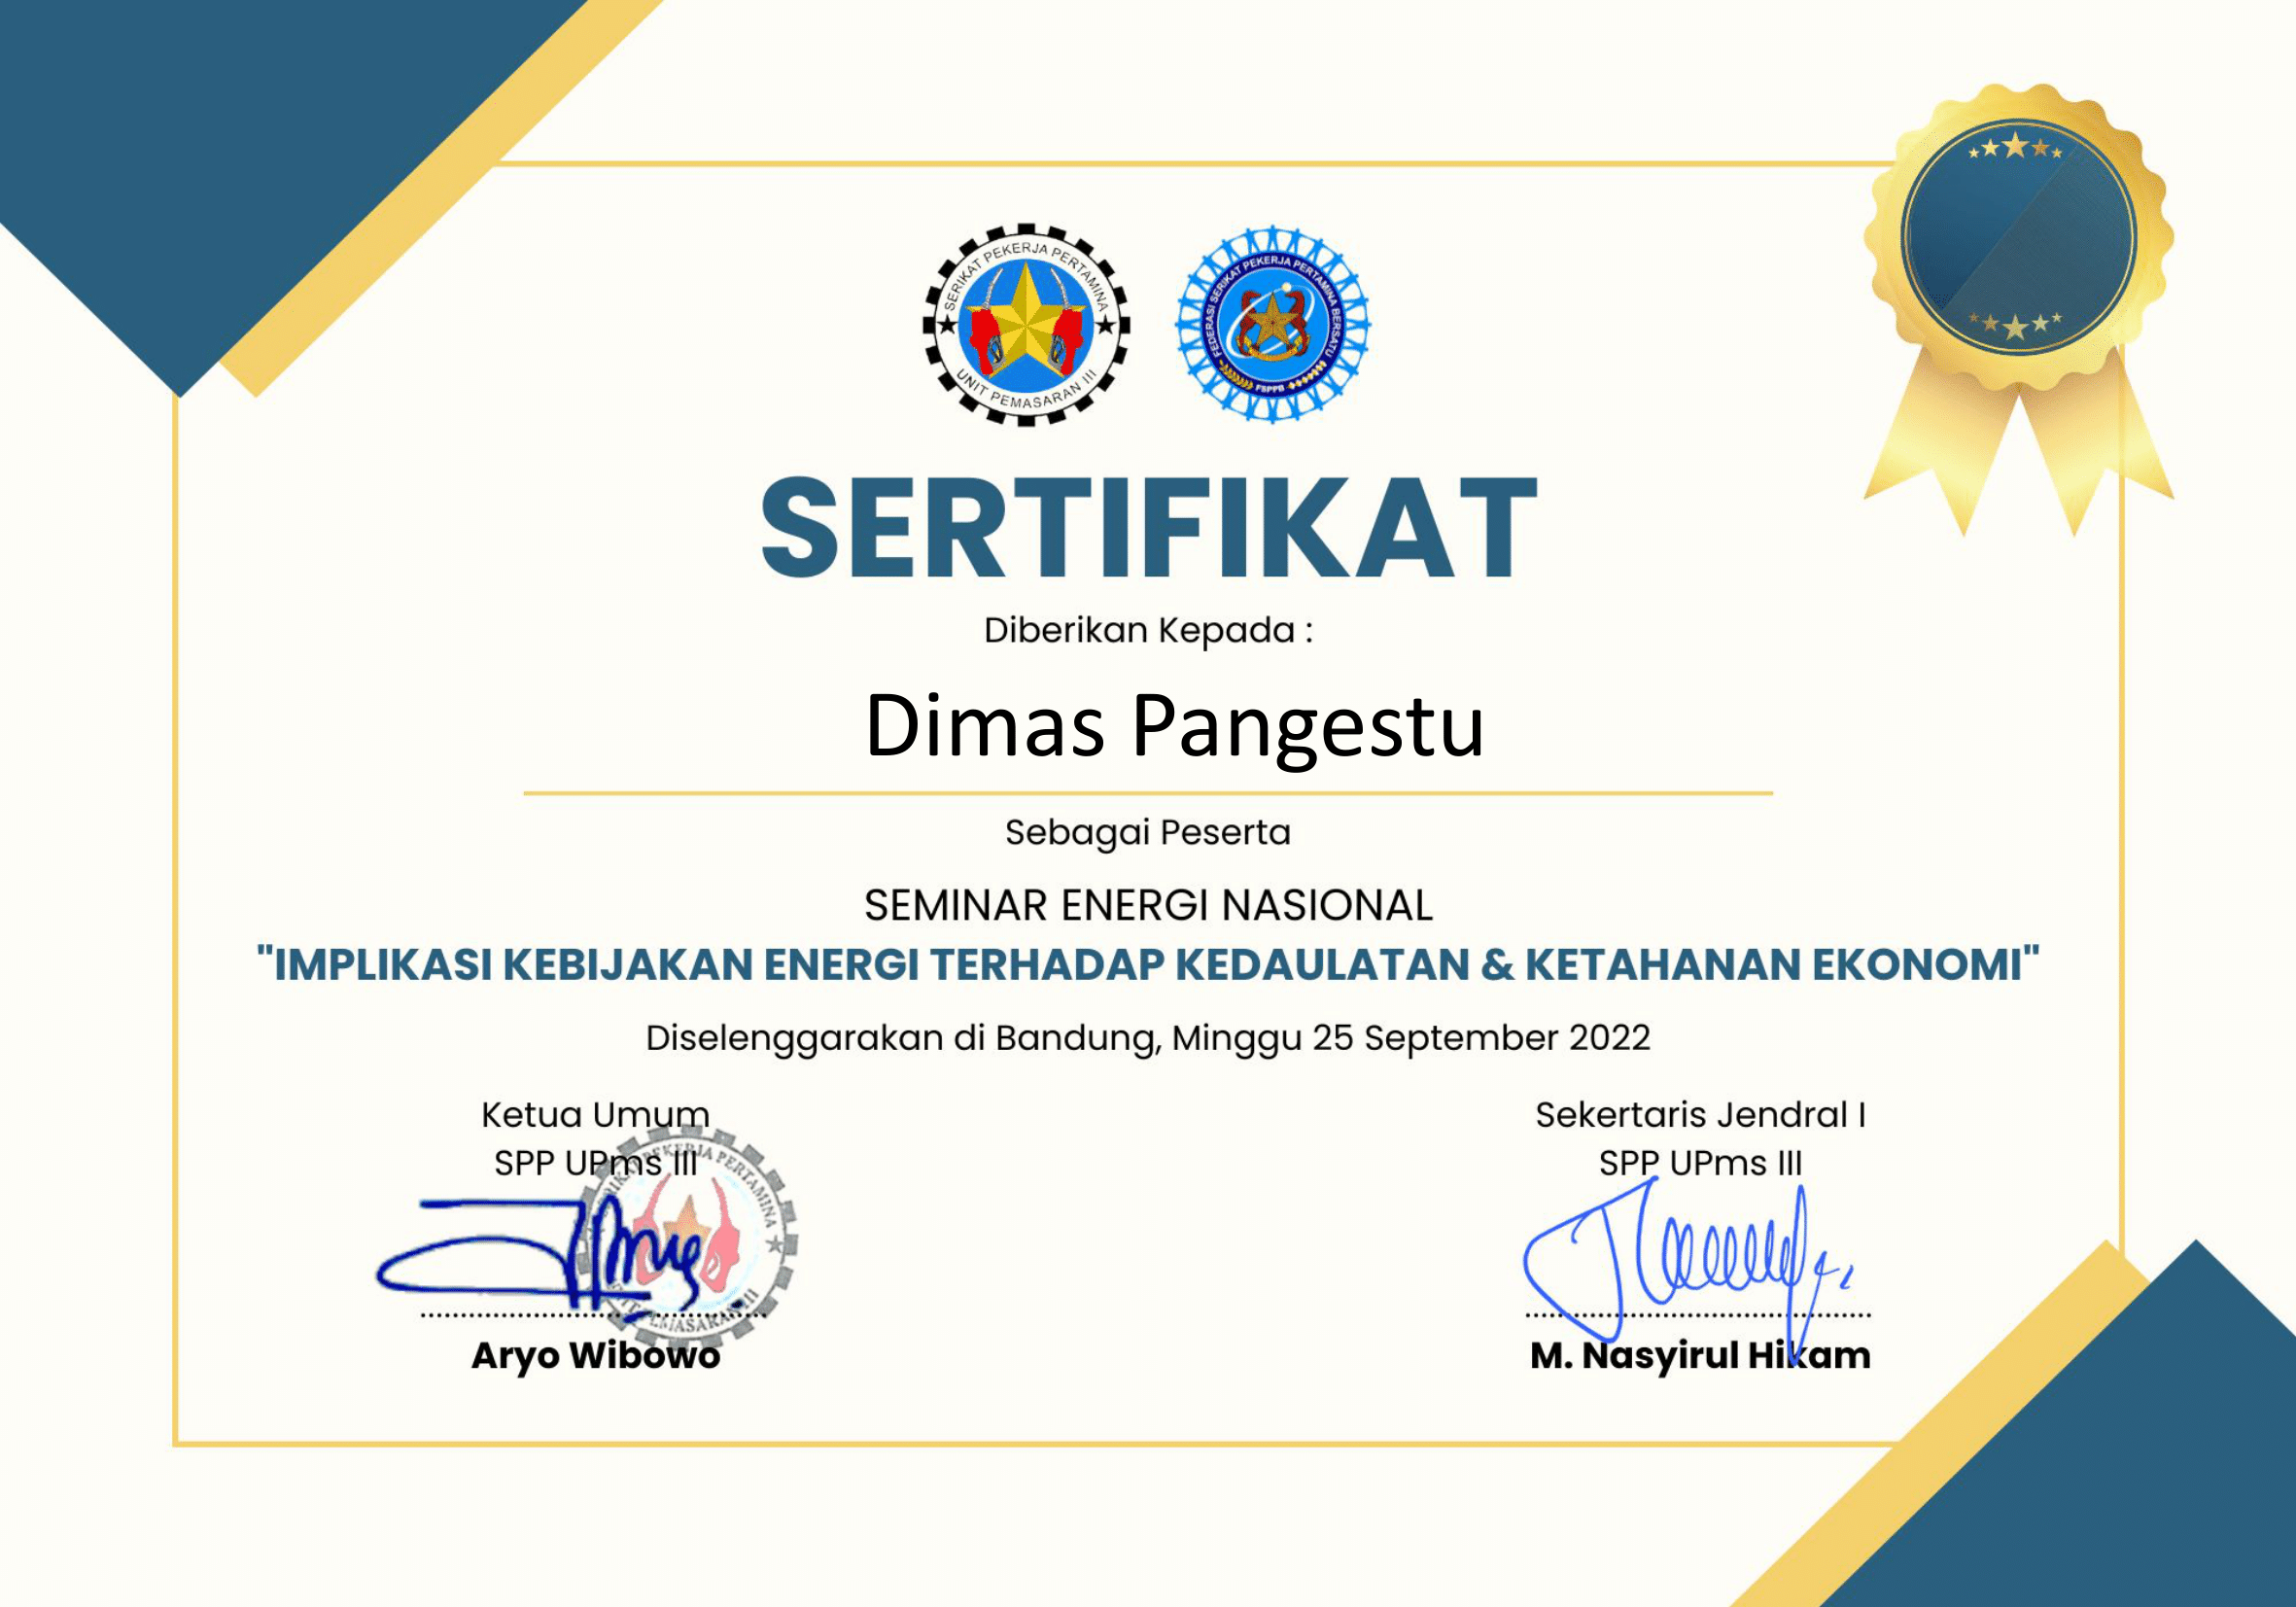 SERIKAT PEKERJA PERTAMINA
UNIT PEMASARAN III
FEDERASI SERIKAT PEKERJA PERTAMINA BERSATU
FSPPB
SERTIFIKAT
Diberikan Kepada :
Dimas Pangestu
Sebagai Peserta
SEMINAR ENERGI NASIONAL
"IMPLIKASI KEBIJAKAN ENERGI TERHADAP KEDAULATAN & KETAHANAN EKONOMI"
Diselenggarakan di Bandung, Minggu 25 September 2022
Ketua Umum
SPP UPms III
PEKERJA PERTAMINA
Aryo Wibowo
Sekertaris Jendral I
SPP UPms III
M. Nasyirul Hikam